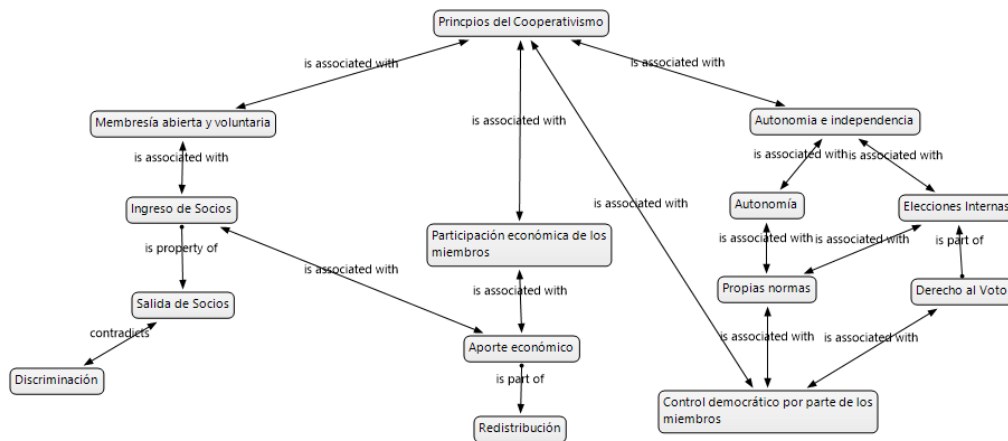 Princpios del Cooperativismo
is associated with
is associated with
Membresía abierta y voluntaria
is associated with
Autonomia e independencia
is associated with
is associated with
is associated with
Ingreso de Socios
Autonomía
Elecciones Internas
is associated with
is property of
Participación económica de los
miembros
is associated with
is associated with
is part of
is associated with
is associated with
Salida de Socios
Propias normas
Derecho al Voto
contradicts
Aporte económico
is associated with
is associated with
Discriminación
is part of
Control democrático por parte de los
miembros
Redistribución